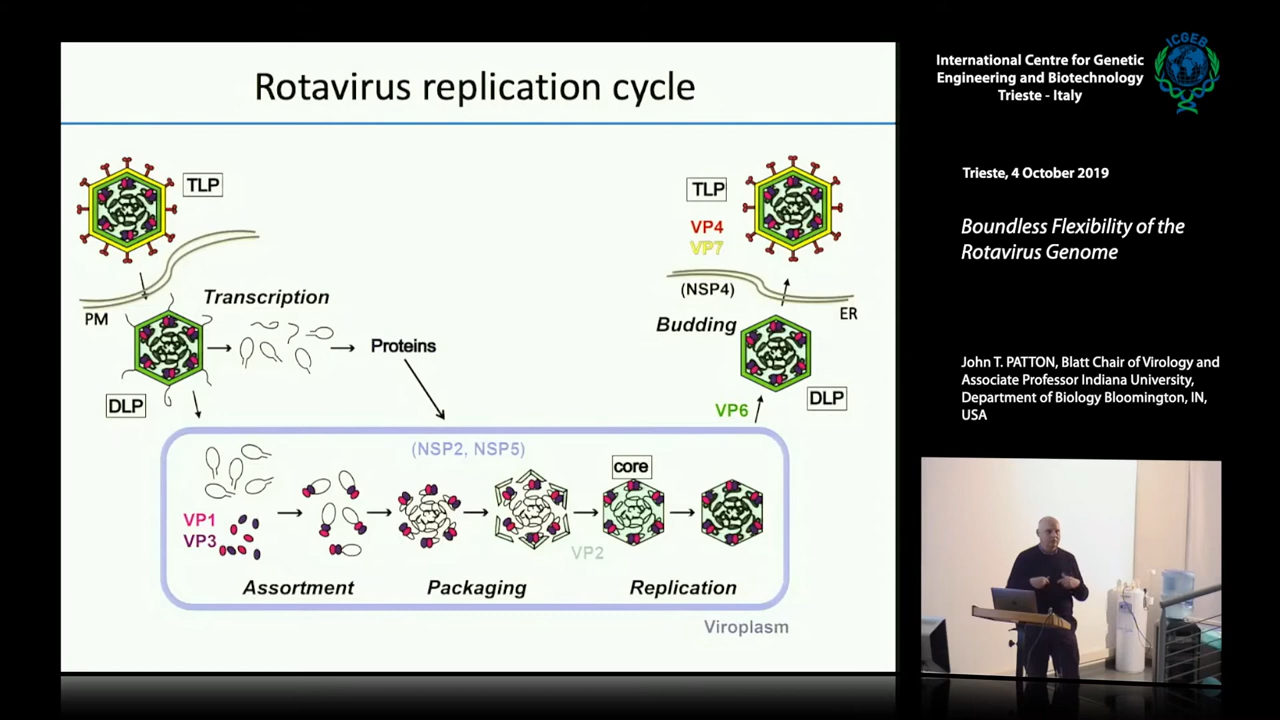 Rotavirus replication cycle
TLP
PM
Transcription
Proteins
DLP
TLP
VP4
VP7
(NSP4)
ER
Budding
DLP
VP6
(NSP2, NSP5)
core
VP1
VP3
VP2
Assortment
Packaging
Replication
Viroplasm
International Centre for Genetic
Engineering and Biotechnology
Trieste - Italy
ICGEB
Trieste, 4 October 2019
Boundless Flexibility of the
Rotavirus Genome
John T. PATTON, Blatt Chair of Virology and
Associate Professor Indiana University,
Department of Biology Bloomington, IN,
USA